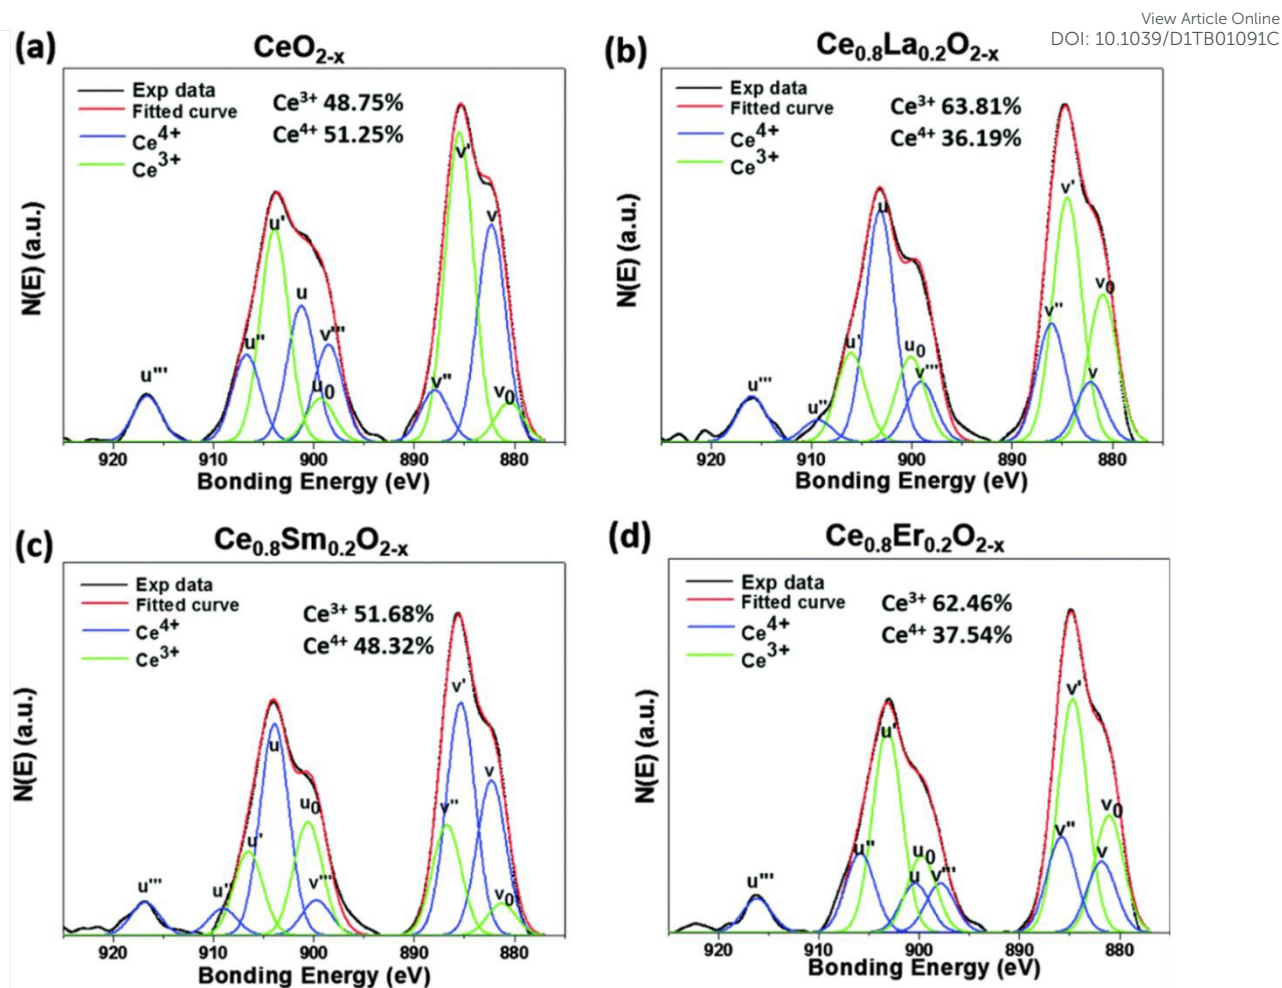 View Article Online
DOI: 10.1039/D1TB01091C
(a)
CeO2-x
Exp data
Fitted curve
Ce4+
Ce3+
Ce3+ 48.75%
Ce4+ 51.25%
u'''
u''
u'
u
v'''
u0
v''
v'
v
v0
N(E) (a.u.)
920 910 900 890 880
Bonding Energy (eV)
(b)
Ce0.8La0.2O2-x
Exp data
Fitted curve
Ce4+
Ce3+
Ce3+ 63.81%
Ce4+ 36.19%
u'''
u''
u'
u
u0
v'''
v''
v'
v
v0
N(E) (a.u.)
920 910 900 890 880
Bonding Energy (eV)
(c)
Ce0.8Sm0.2O2-x
Exp data
Fitted curve
Ce4+
Ce3+
Ce3+ 51.68%
Ce4+ 48.32%
u'''
u''
u'
u
u0
v'''
v''
v'
v
v0
N(E) (a.u.)
920 910 900 890 880
Bonding Energy (eV)
(d)
Ce0.8Er0.2O2-x
Exp data
Fitted curve
Ce4+
Ce3+
Ce3+ 62.46%
Ce4+ 37.54%
u'''
u''
u'
u0
u
v'''
v''
v'
v
v0
N(E) (a.u.)
920 910 900 890 880
Bonding Energy (eV)